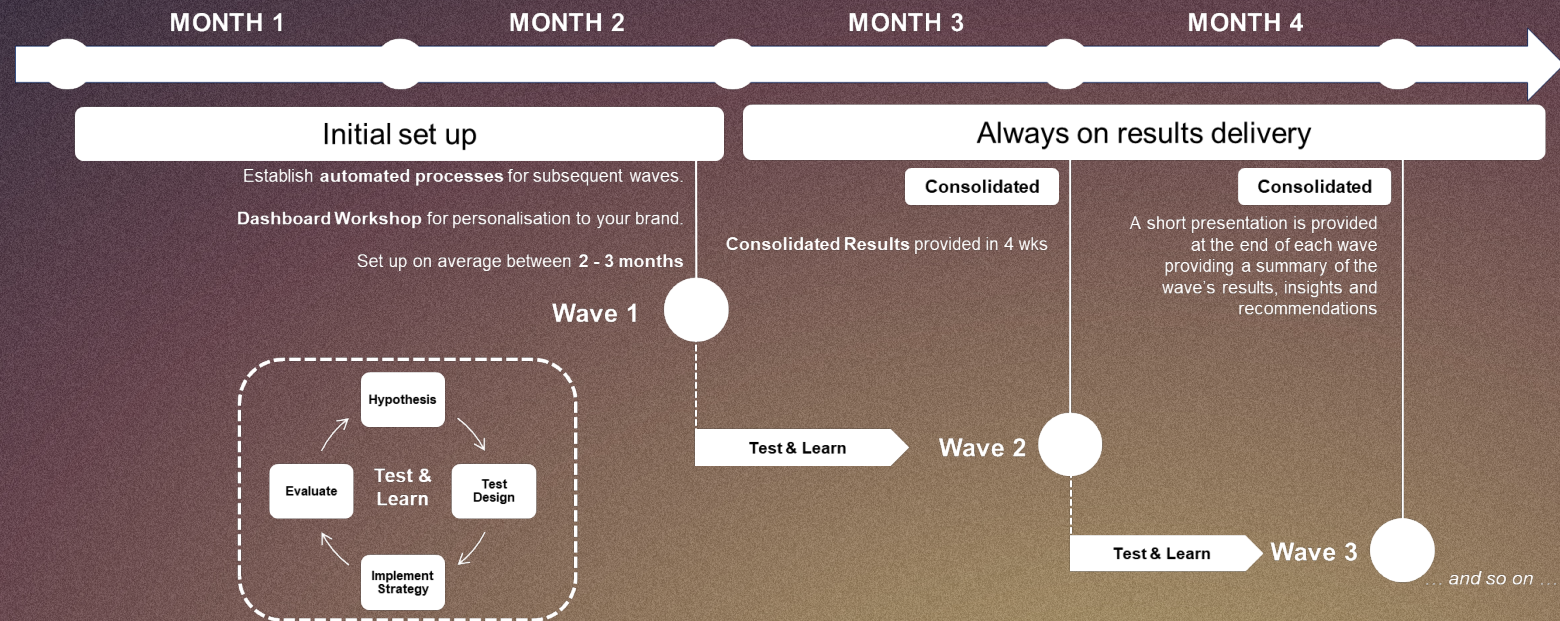 MONTH 1
MONTH 2
MONTH 3
MONTH 4
Initial set up
Always on results delivery
Establish automated processes for subsequent waves.
Dashboard Workshop for personalisation to your brand.
Set up on average between 2 - 3 months
Consolidated
Consolidated Results provided in 4 wks
Consolidated
A short presentation is provided
at the end of each wave
providing a summary of the
wave's results, insights and
recommendations
Wave 1
Hypothesis
Test &
Learn
Evaluate
Test
Design
Implement
Strategy
Test & Learn
Wave 2
Test & Learn
Wave 3
... and so on ...